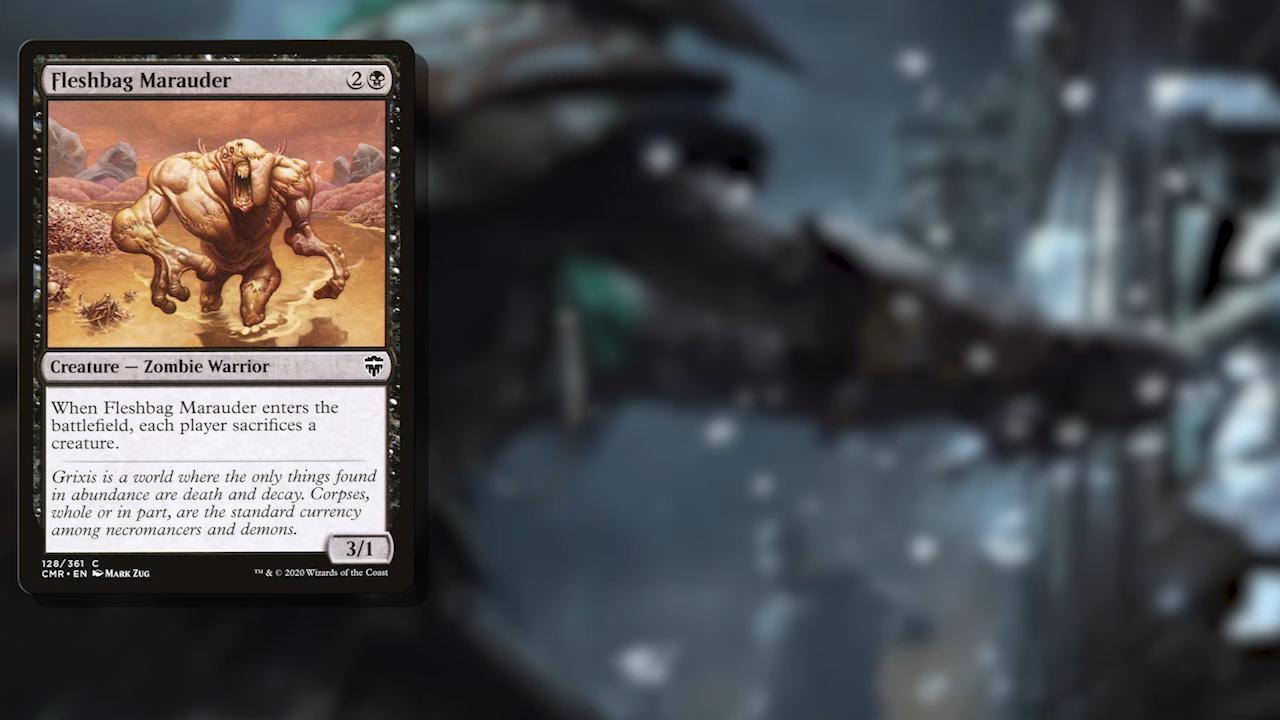 Fleshbag Marauder 2
Creature — Zombie Warrior
When Fleshbag Marauder enters the
battlefield, each player sacrifices a
creature.
Grixis is a world where the only things found
in abundance are death and decay. Corpses,
whole or in part, are the standard currency
among necromancers and demons.
3/1
128/361 C
CMR • EN Mark Zug ™ & © 2020 Wizards of the Coast